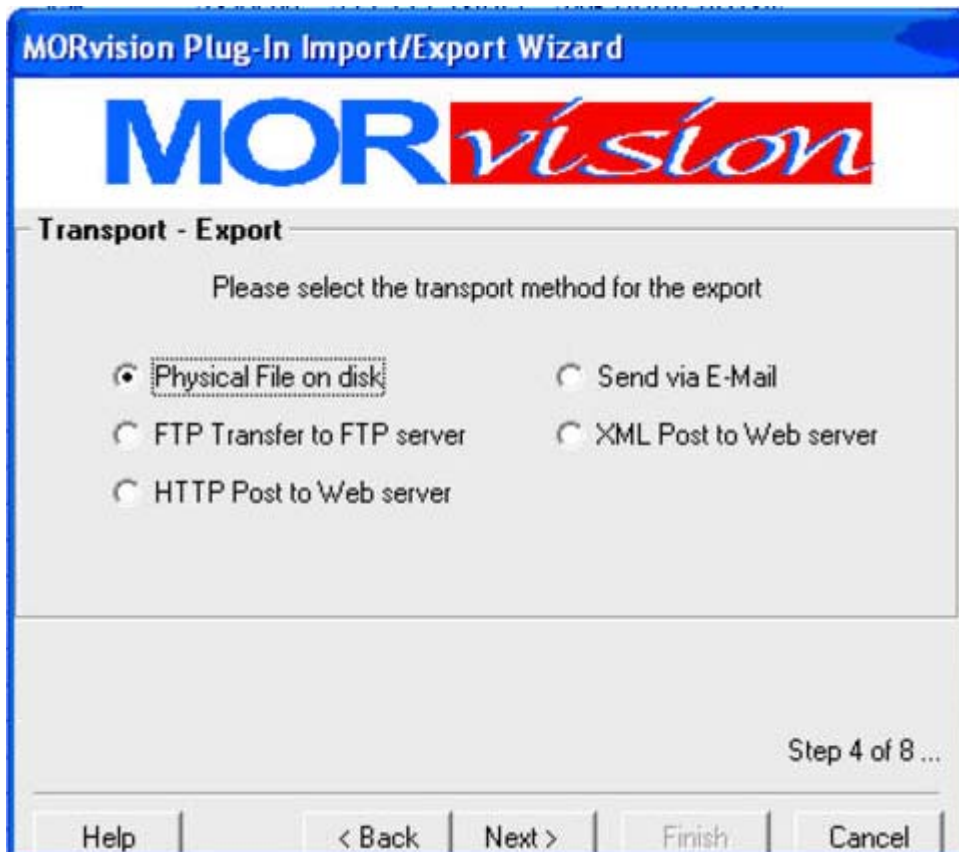 MORvision Plug-In Import/Export Wizard
MORvision
Transport - Export
Please select the transport method for the export
Physical File on disk
Send via E-Mail
FTP Transfer to FTP server
XML Post to Web server
HTTP Post to Web server
Step 4 of 8 ...
Help
< Back
Next >
Finish
Cancel